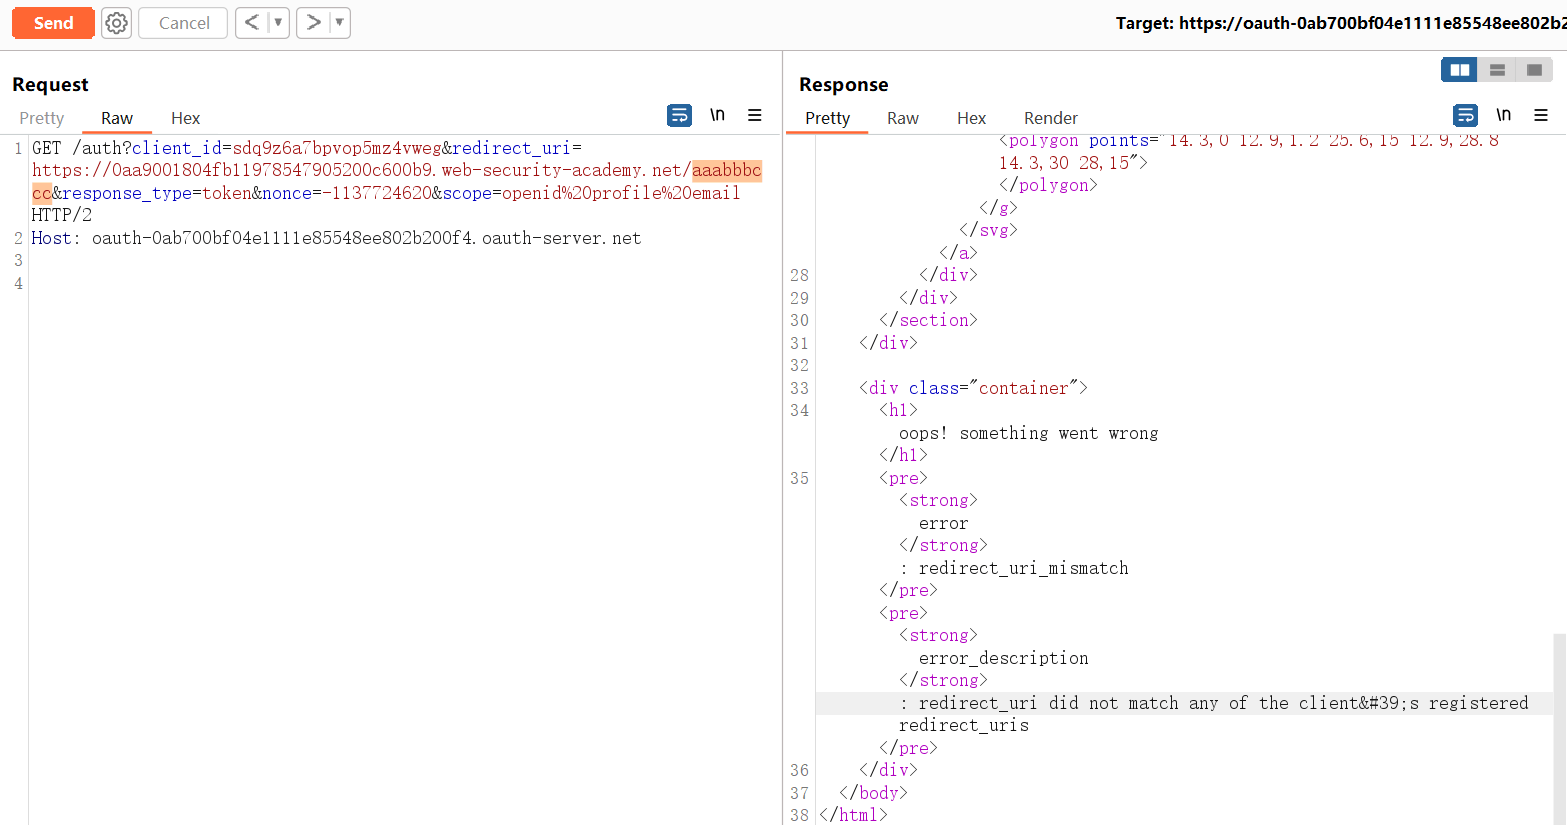 Send
Cancel
< ▼
> ▼
Target: https://oauth-0ab700bf04e1111e85548ee802b2
Request
Pretty Raw Hex
\n
1 GET /auth?client_id=sdq9z6a7bpvop5mz4vweg&redirect_uri=
https://0aa9001804fb11978547905200c600b9.web-security-academy.net/aaabbbc
cc&response_type=token&nonce=-1137724620&scope=openid%20profile%20email
HTTP/2
2 Host: oauth-0ab700bf04e1111e85548ee802b200f4.oauth-server.net
3
4
Response
Pretty Raw Hex Render
\n
<polygon points="14.3,0 12.9,1.2 25.6,15 12.9,28.8
14.3,30 28,15">
</polygon>
</g>
</svg>
</a>
28 </div>
29 </div>
30 </section>
31 </div>
32
33 <div class="container">
34 <h1>
oops! something went wrong
</h1>
35 <pre>
<strong>
error
</strong>
: redirect_uri_mismatch
</pre>
<pre>
<strong>
error_description
</strong>
: redirect_uri did not match any of the client&#39;s registered
redirect_uris
</pre>
36 </div>
37 </body>
38 </html>